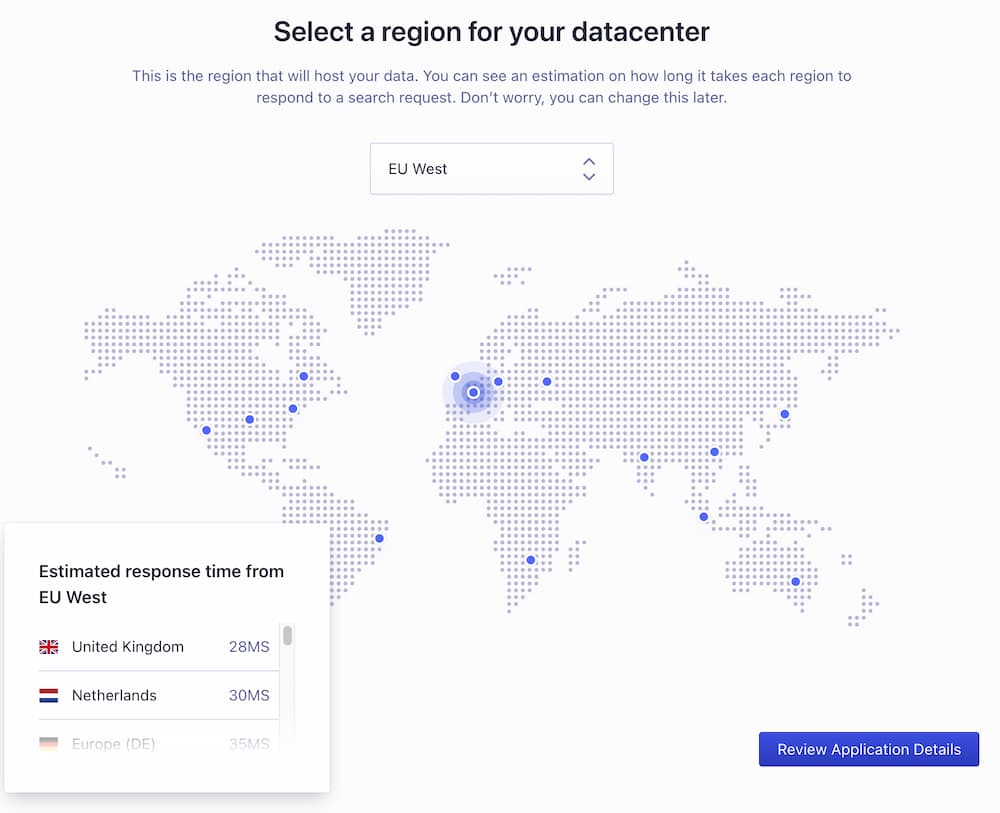 Select a region for your datacenter
This is the region that will host your data. You can see an estimation on how long it takes each region to
respond to a search request. Don’t worry, you can change this later.
EU West
Estimated response time from
EU West
United Kingdom 28MS
Netherlands 30MS
Europe (DE) 35MS
Review Application Details